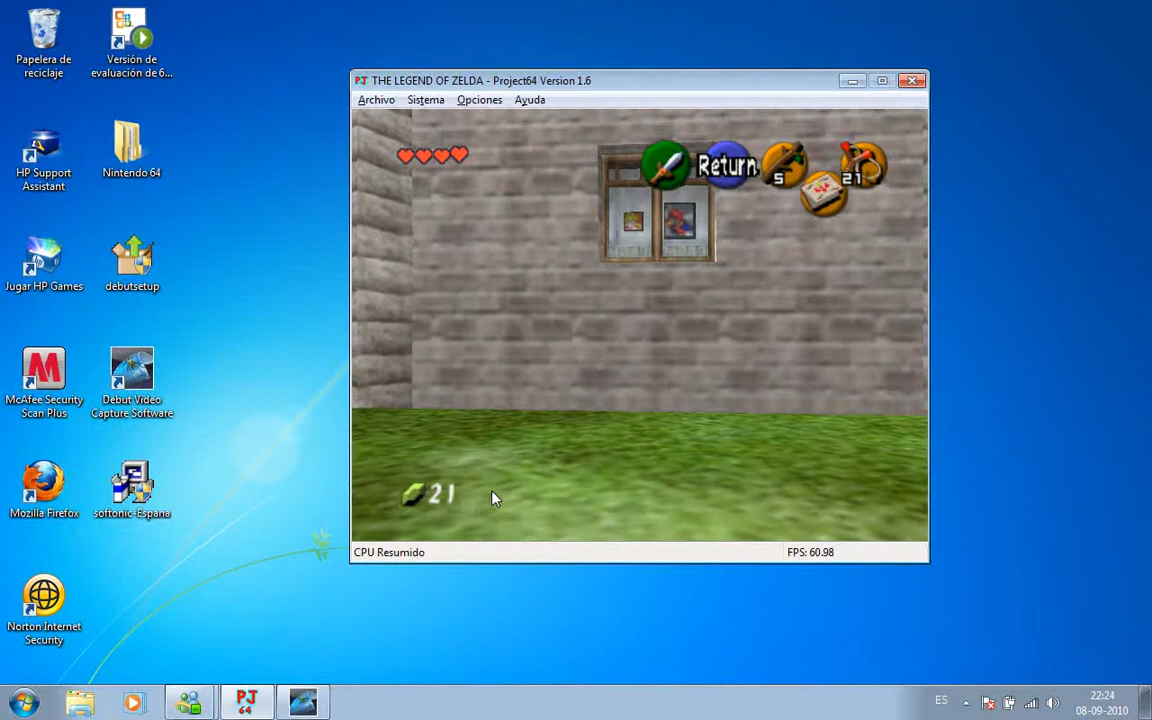 Papelera de
reciclaje
Versión de
evaluación de 6...
HP Support
Assistant
Nintendo 64
Jugar HP Games
debutsetup
McAfee Security
Scan Plus
Debut Video
Capture Software
Mozilla Firefox
softonic-Espana
Norton Internet
Security
THE LEGEND OF ZELDA - Project64 Version 1.6
Archivo Sistema Opciones Ayuda
Return
5
21
21
CPU Resumido FPS: 60.98
PJ
64
ES
22:24
08-09-2010